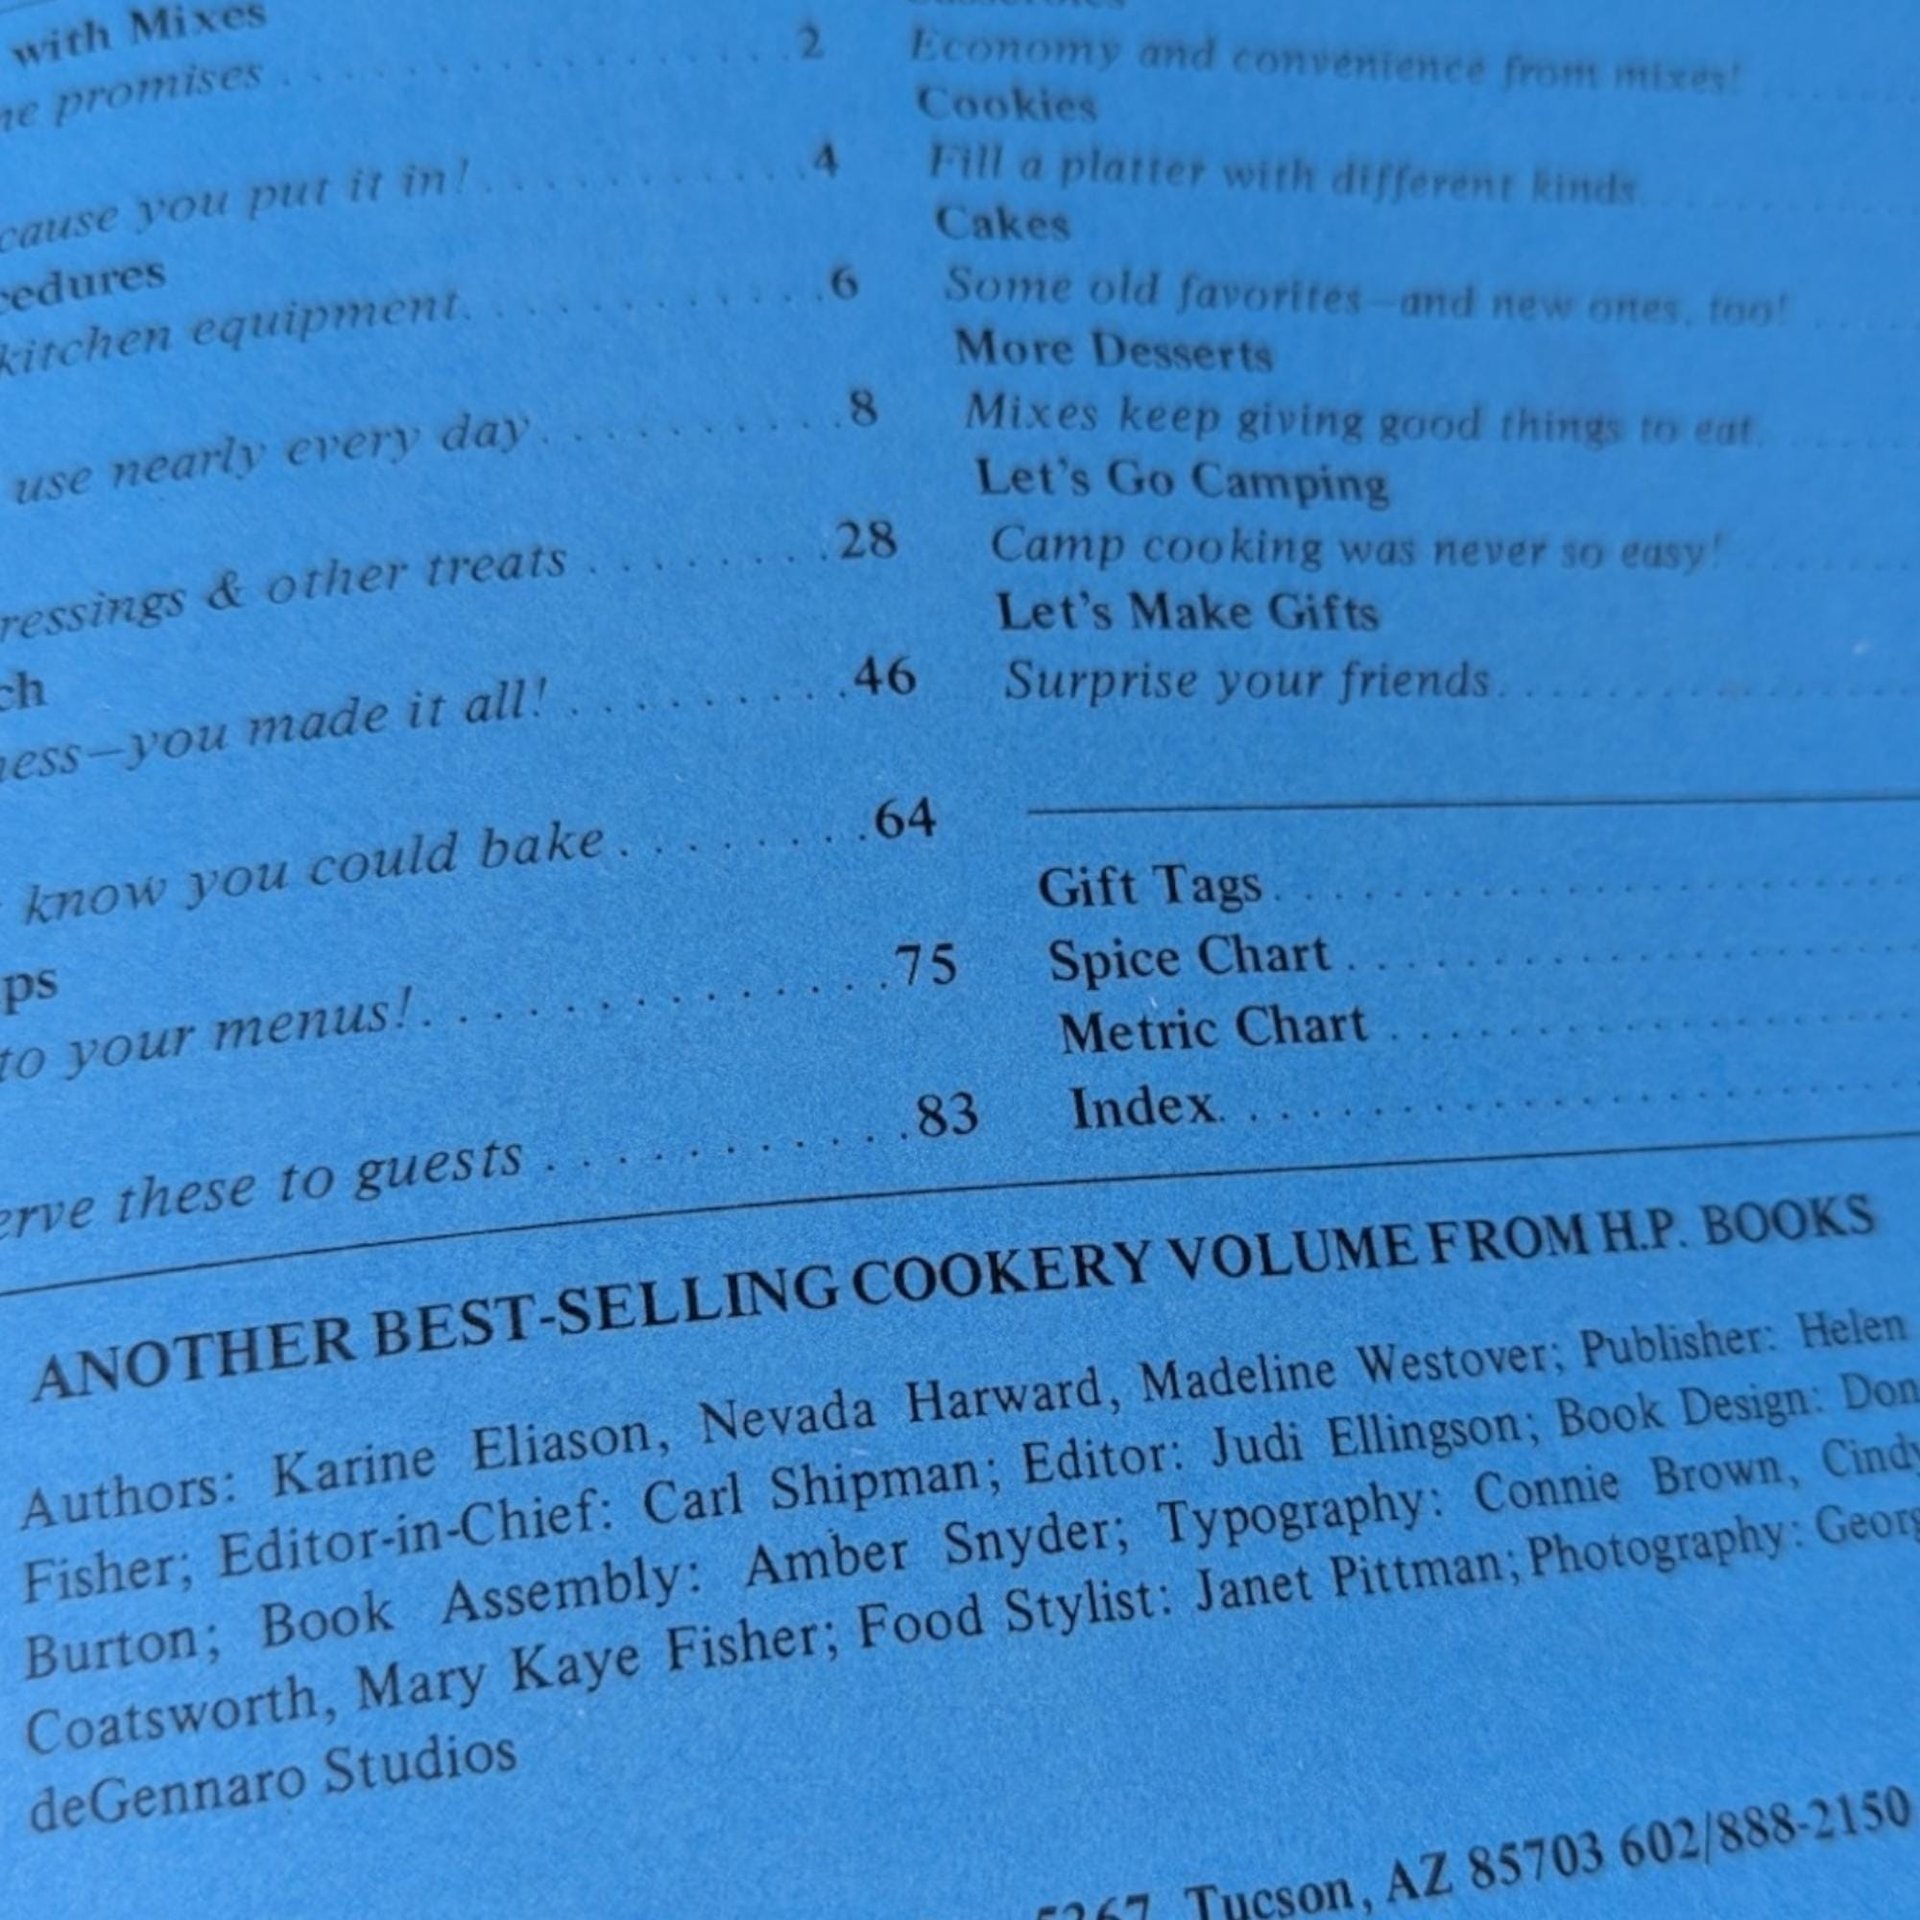 with Mixes
promises . . . . . . . . . . . . . . . . . 2
cause you put it in! . . . . . . . . . . . . 4
cedures
kitchen equipment. . . . . . . . . . . . 6
use nearly every day. . . . . . . . . . 8
ressings & other treats . . . . . . . . 28
ch
ness—you made it all! . . . . . . . . . 46
know you could bake . . . . . . . . 64
ps
to your menus!. . . . . . . . . . . . . . 75
erve these to guests . . . . . . . . . . . 83
Economy and convenience from mixes!
Cookies
Fill a platter with different kinds
Cakes
Some old favorites—and new ones, too!
More Desserts
Mixes keep giving good things to eat.
Let's Go Camping
Camp cooking was never so easy!
Let's Make Gifts
Surprise your friends. . . . . . . . . . . . .
Gift Tags. . . . . . . . . . . . . . . . . .
Spice Chart . . . . . . . . . . . . . . . .
Metric Chart . . . . . . . . . . . . . . .
Index. . . . . . . . . . . . . . . . . . . .
ANOTHER BEST-SELLING COOKERY VOLUME FROM H.P. BOOKS
Authors: Karine Eliason, Nevada Harward, Madeline Westover; Publisher: Helen
Fisher; Editor-in-Chief: Carl Shipman; Editor: Judi Ellingson; Book Design: Don
Burton; Book Assembly: Amber Snyder; Typography: Connie Brown, Cindy
Coatsworth, Mary Kaye Fisher; Food Stylist: Janet Pittman; Photography: Georg
deGennaro Studios
5367, Tucson, AZ 85703 602/888-2150